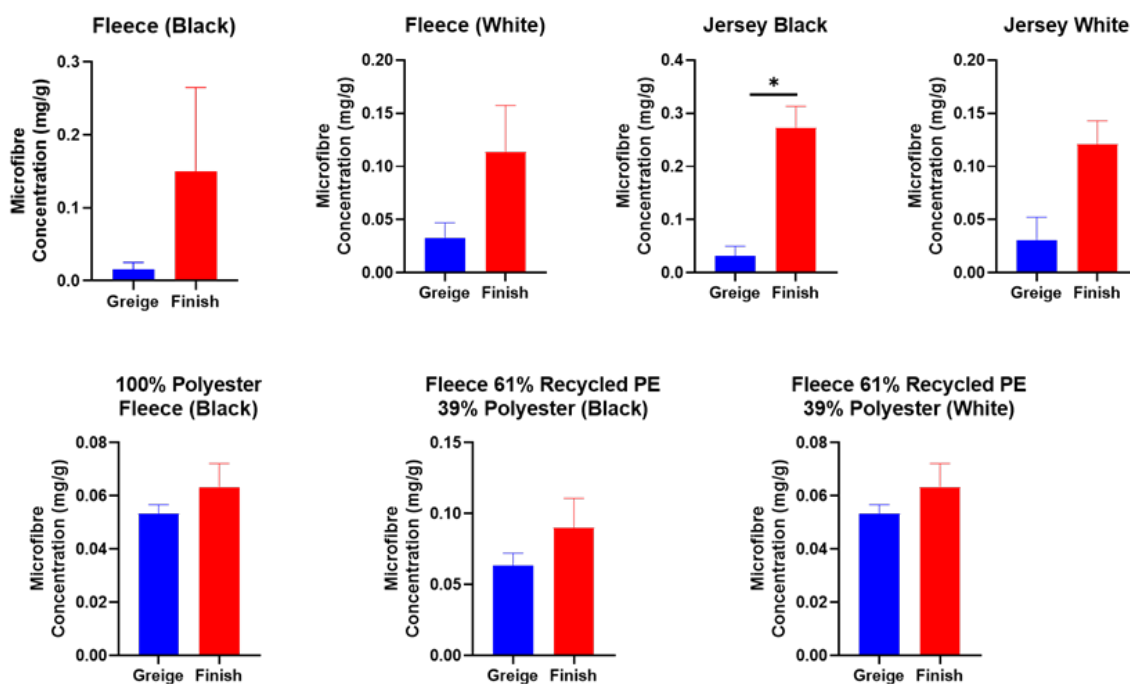 Fleece (Black)
Microfibre
Concentration (mg/g)
0.3
0.2
0.1
0.0
Greige Finish
Fleece (White)
Microfibre
Concentration (mg/g)
0.20
0.15
0.10
0.05
0.00
Greige Finish
Jersey Black
Microfibre
Concentration (mg/g)
0.4
0.3
0.2
0.1
0.0
*
Greige Finish
Jersey White
Microfibre
Concentration (mg/g)
0.20
0.15
0.10
0.05
0.00
Greige Finish
100% Polyester
Fleece (Black)
Microfibre
Concentration (mg/g)
0.08
0.06
0.04
0.02
0.00
Greige Finish
Fleece 61% Recycled PE
39% Polyester (Black)
Microfibre
Concentration (mg/g)
0.15
0.10
0.05
0.00
Greige Finish
Fleece 61% Recycled PE
39% Polyester (White)
Microfibre
Concentration (mg/g)
0.08
0.06
0.04
0.02
0.00
Greige Finish